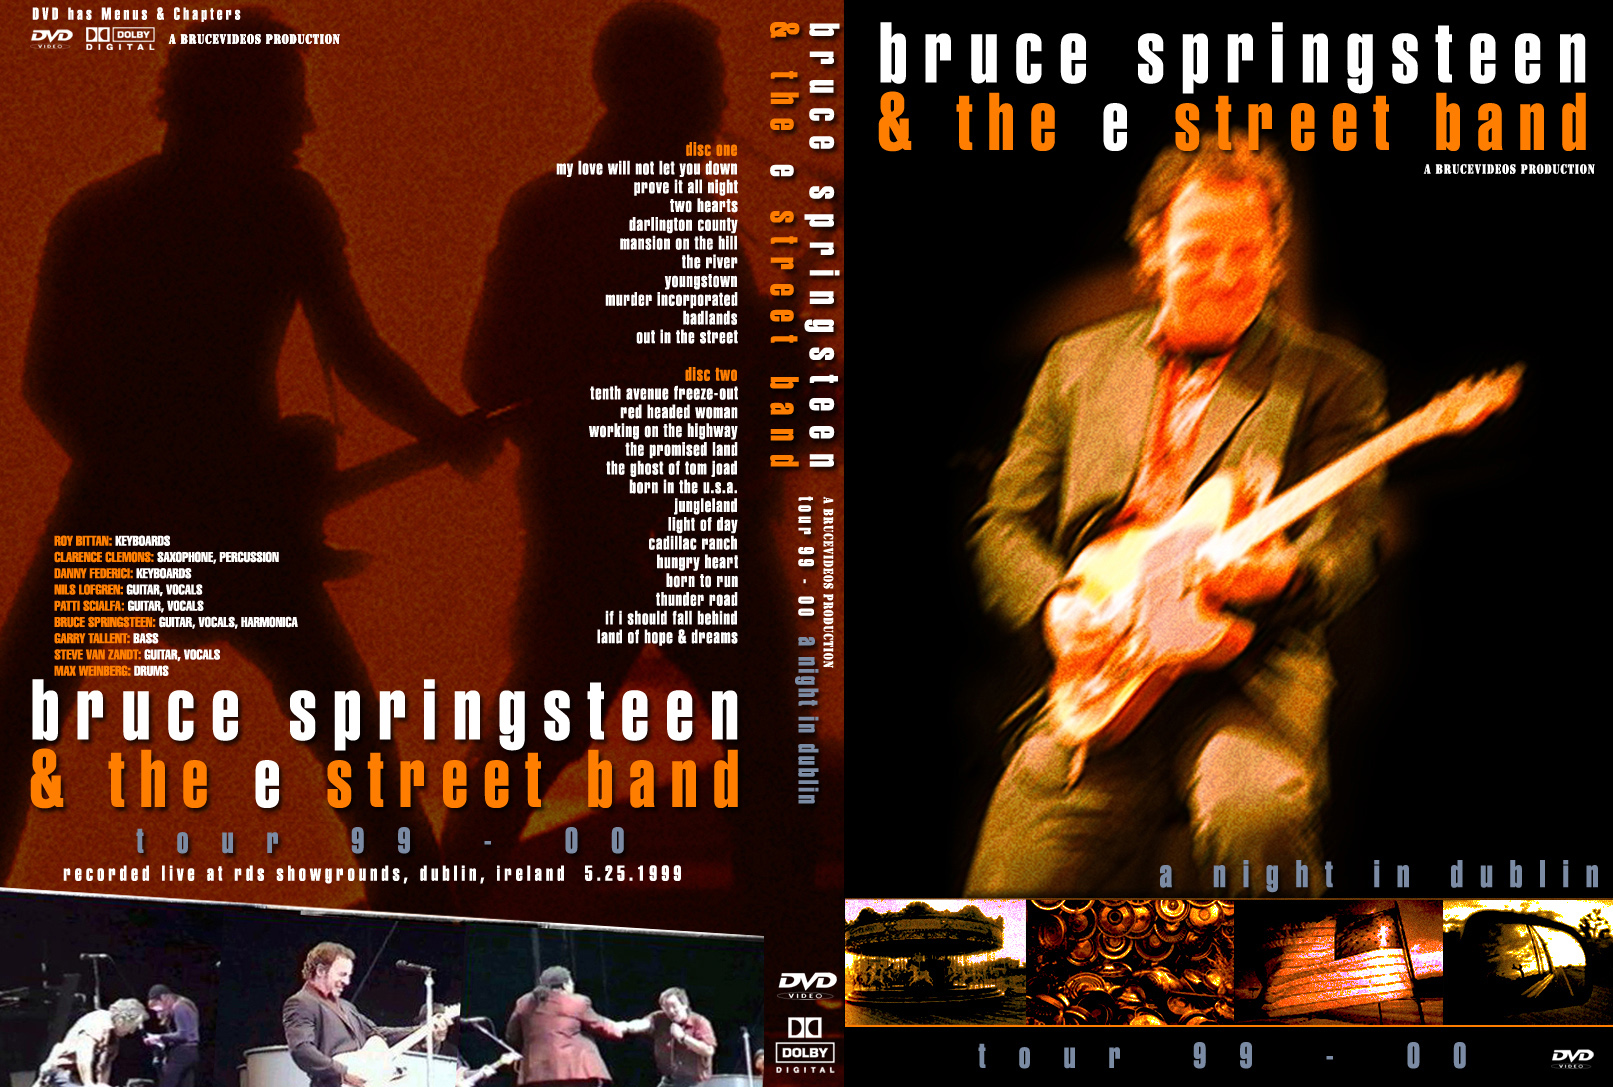 DVD has Menus & Chapters
DVD VIDEO
DOLBY DIGITAL
A BRUCEVIDEOS PRODUCTION
disc one
my love will not let you down
prove it all night
two hearts
darlington county
mansion on the hill
the river
youngstown
murder incorporated
badlands
out in the street
disc two
tenth avenue freeze-out
red headed woman
working on the highway
the promised land
the ghost of tom joad
born in the u.s.a.
jungleland
light of day
cadillac ranch
hungry heart
born to run
thunder road
if i should fall behind
land of hope & dreams
ROY BITTAN: KEYBOARDS
CLARENCE CLEMONS: SAXOPHONE, PERCUSSION
DANNY FEDERICI: KEYBOARDS
NILS LOFGREN: GUITAR, VOCALS
PATTI SCIALFA: GUITAR, VOCALS
BRUCE SPRINGSTEEN: GUITAR, VOCALS, HARMONICA
GARRY TALLENT: BASS
STEVE VAN ZANDT: GUITAR, VOCALS
MAX WEINBERG: DRUMS
bruce springsteen
& the e street band
tour 99 - 00
recorded live at rds showgrounds, dublin, ireland 5.25.1999
bruce springsteen
& the e street band
A BRUCEVIDEOS PRODUCTION
tour 99 - 00 a night in dublin
DVD
VIDEO
DOLBY
DIGITAL
bruce springsteen
& the e street band
A BRUCEVIDEOS PRODUCTION
a night in dublin
tour 99 - 00
DVD
VIDEO